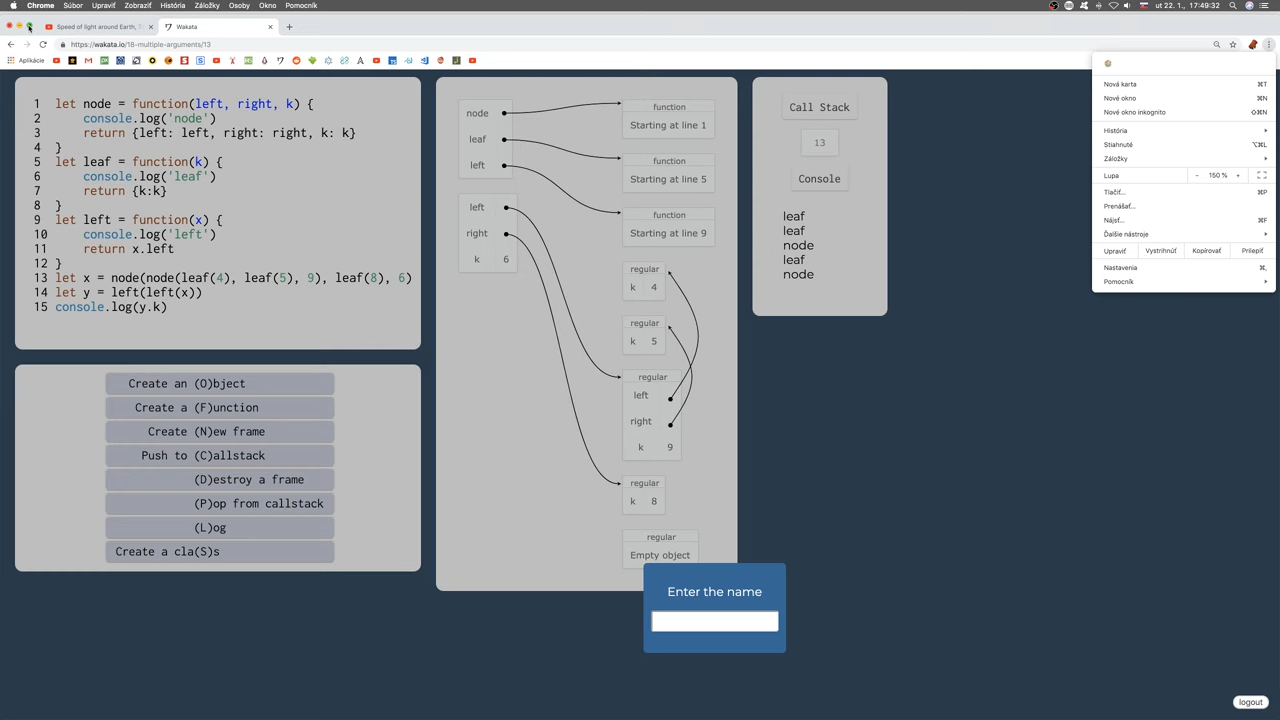 Chrome Súbor Upraviť Zobraziť História Záložky Osoby Okno Pomocník
ut 22. 1., 17:49:32
Speed of light around Earth,
Wakata
https://wakata.io/18-multiple-arguments/13
Aplikácie
1 let node = function(left, right, k) {
2 console.log('node')
3 return {left: left, right: right, k: k}
4 }
5 let leaf = function(k) {
6 console.log('leaf')
7 return {k:k}
8 }
9 let left = function(x) {
10 console.log('left')
11 return x.left
12 }
13 let x = node(node(leaf(4), leaf(5), 9), leaf(8), 6)
14 let y = left(left(x))
15 console.log(y.k)
Create an (O)bject
Create a (F)unction
Create (N)ew frame
Push to (C)allstack
(D)estroy a frame
(P)op from callstack
(L)og
Create a cla(S)s
node
leaf
left
left
right
k 6
function
Starting at line 1
function
Starting at line 5
function
Starting at line 9
regular
k 4
regular
k 5
regular
left
right
k 9
regular
k 8
regular
Empty object
Enter the name
Call Stack
13
Console
leaf
leaf
node
leaf
node
Nová karta ⌘T
Nové okno ⌘N
Nové okno inkognito ⇧⌘N
História
Stiahnuté ⌥⌘L
Záložky
Lupa - 150 % +
Tlačiť... ⌘P
Prenášať...
Nájsť... ⌘F
Ďalšie nástroje
Upraviť Vystrihnúť Kopírovať Prilepiť
Nastavenia ⌘,
Pomocník
logout